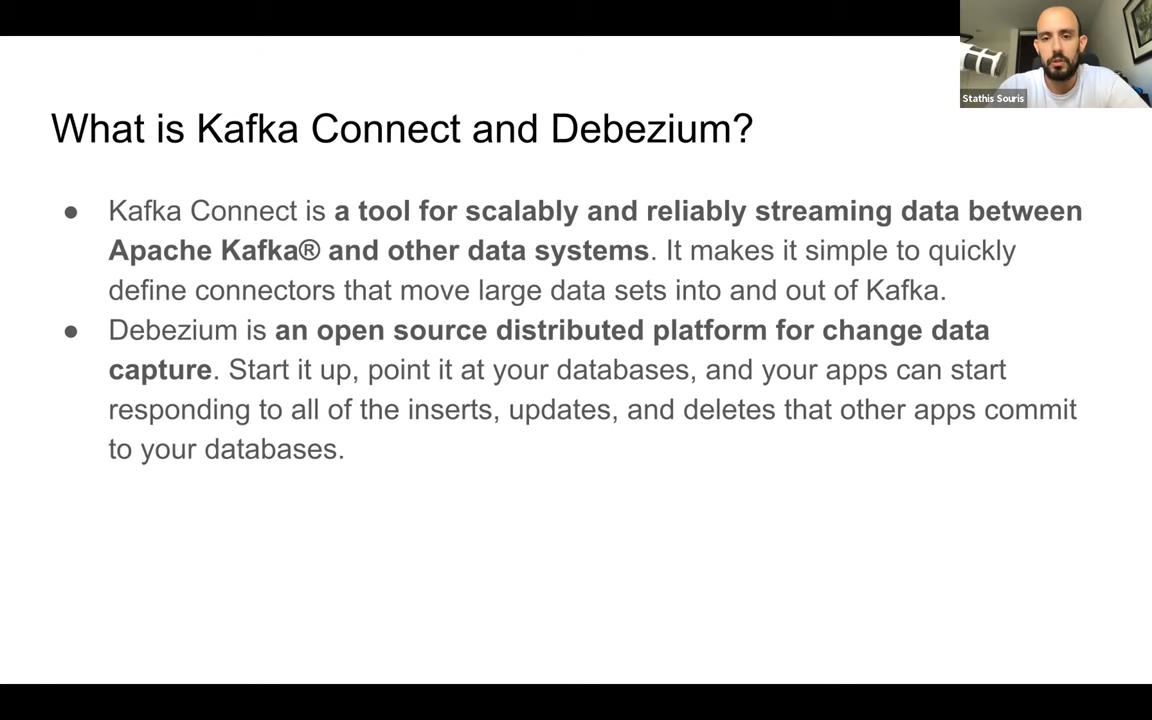 Stathis Souris
What is Kafka Connect and Debezium?
● Kafka Connect is a tool for scalably and reliably streaming data between
Apache Kafka® and other data systems. It makes it simple to quickly
define connectors that move large data sets into and out of Kafka.
● Debezium is an open source distributed platform for change data
capture. Start it up, point it at your databases, and your apps can start
responding to all of the inserts, updates, and deletes that other apps commit
to your databases.